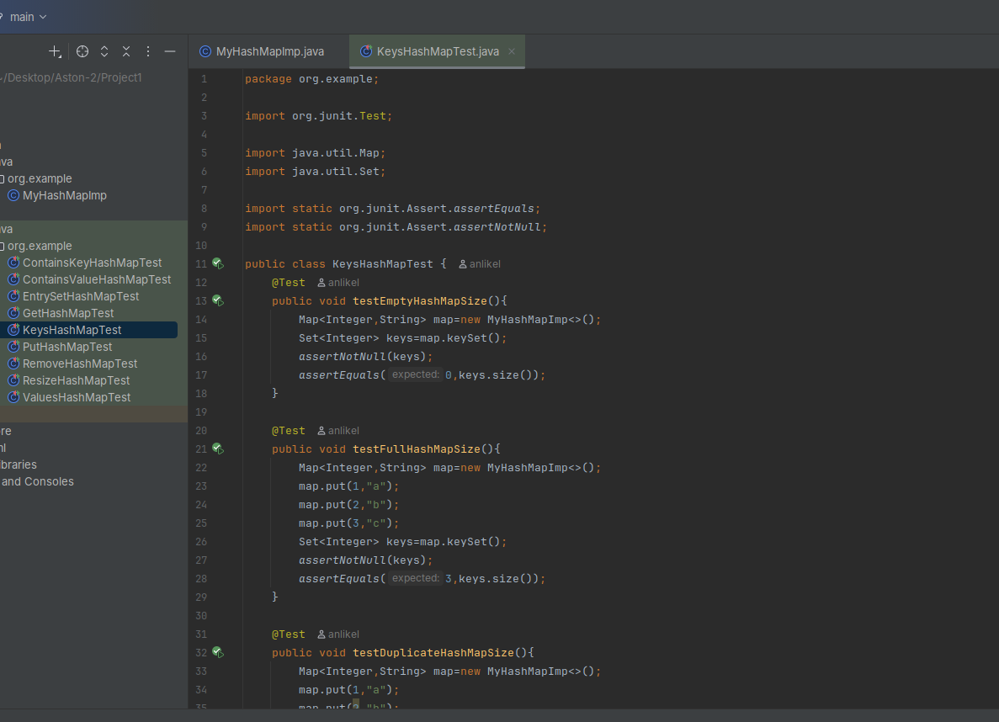 main
MyHashMapImp.java
KeysHashMapTest.java
~/Desktop/Aston-2/Project1
org.example
MyHashMapImp
org.example
ContainsKeyHashMapTest
ContainsValueHashMapTest
EntrySetHashMapTest
GetHashMapTest
KeysHashMapTest
PutHashMapTest
RemoveHashMapTest
ResizeHashMapTest
ValuesHashMapTest
and Consoles
1 package org.example;
2
3 import org.junit.Test;
4
5 import java.util.Map;
6 import java.util.Set;
7
8 import static org.junit.Assert.assertEquals;
9 import static org.junit.Assert.assertNotNull;
10
11 public class KeysHashMapTest { anlikel
12 @Test anlikel
13 public void testEmptyHashMapSize(){
14 Map<Integer,String> map=new MyHashMapImp<>();
15 Set<Integer> keys=map.keySet();
16 assertNotNull(keys);
17 assertEquals( expected: 0,keys.size());
18 }
19
20 @Test anlikel
21 public void testFullHashMapSize(){
22 Map<Integer,String> map=new MyHashMapImp<>();
23 map.put(1,"a");
24 map.put(2,"b");
25 map.put(3,"c");
26 Set<Integer> keys=map.keySet();
27 assertNotNull(keys);
28 assertEquals( expected: 3,keys.size());
29 }
30
31 @Test anlikel
32 public void testDuplicateHashMapSize(){
33 Map<Integer,String> map=new MyHashMapImp<>();
34 map.put(1,"a");
35 map.put(2,"b");